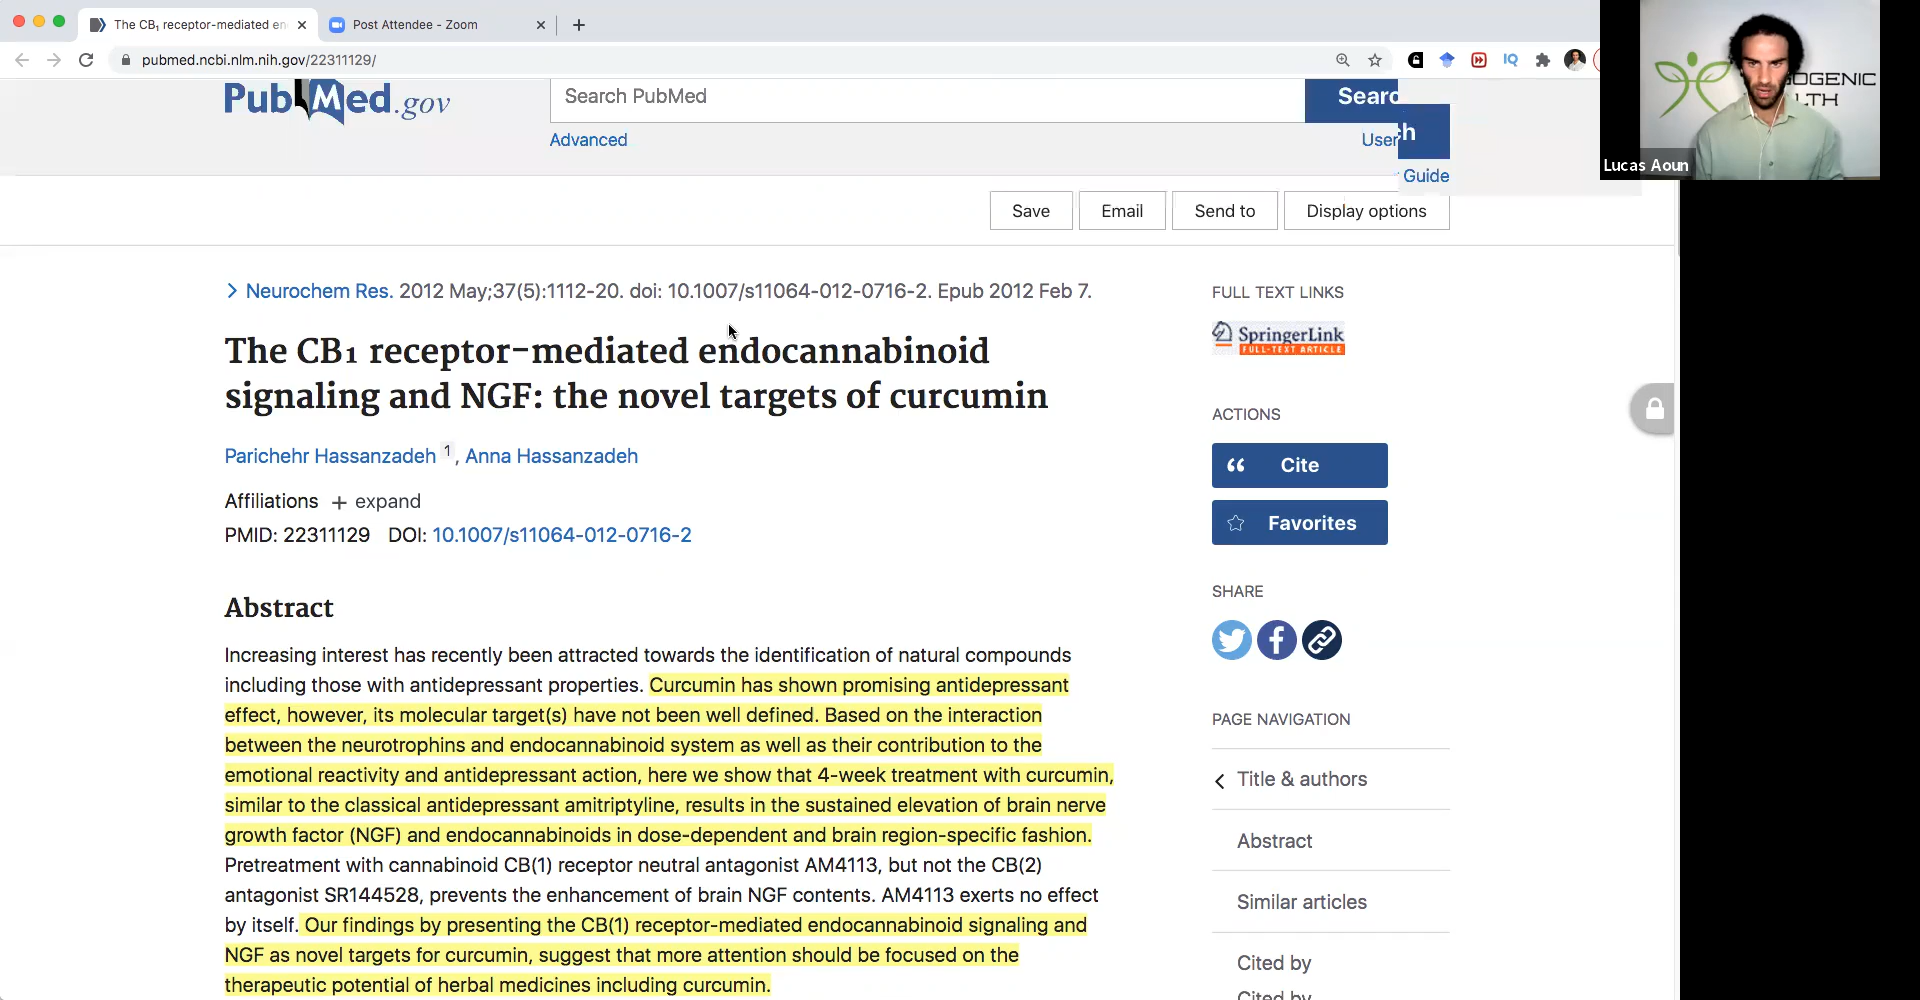 The CB₁ receptor-mediated en
Post Attendee - Zoom
pubmed.ncbi.nlm.nih.gov/22311129/
IQ
OGENIC
LTH
Lucas Aoun
PubMed.gov
Search PubMed
Searc
h
Advanced
User
Guide
Save
Email
Send to
Display options
Neurochem Res. 2012 May;37(5):1112-20. doi: 10.1007/s11064-012-0716-2. Epub 2012 Feb 7.
The CB1 receptor-mediated endocannabinoid
signaling and NGF: the novel targets of curcumin
Parichehr Hassanzadeh 1, Anna Hassanzadeh
Affiliations + expand
PMID: 22311129 DOI: 10.1007/s11064-012-0716-2
Abstract
Increasing interest has recently been attracted towards the identification of natural compounds
including those with antidepressant properties. Curcumin has shown promising antidepressant
effect, however, its molecular target(s) have not been well defined. Based on the interaction
between the neurotrophins and endocannabinoid system as well as their contribution to the
emotional reactivity and antidepressant action, here we show that 4-week treatment with curcumin,
similar to the classical antidepressant amitriptyline, results in the sustained elevation of brain nerve
growth factor (NGF) and endocannabinoids in dose-dependent and brain region-specific fashion.
Pretreatment with cannabinoid CB(1) receptor neutral antagonist AM4113, but not the CB(2)
antagonist SR144528, prevents the enhancement of brain NGF contents. AM4113 exerts no effect
by itself. Our findings by presenting the CB(1) receptor-mediated endocannabinoid signaling and
NGF as novel targets for curcumin, suggest that more attention should be focused on the
therapeutic potential of herbal medicines including curcumin.
FULL TEXT LINKS
SpringerLink
FULL-TEXT ARTICLE
ACTIONS
Cite
Favorites
SHARE
PAGE NAVIGATION
Title & authors
Abstract
Similar articles
Cited by
Cited by